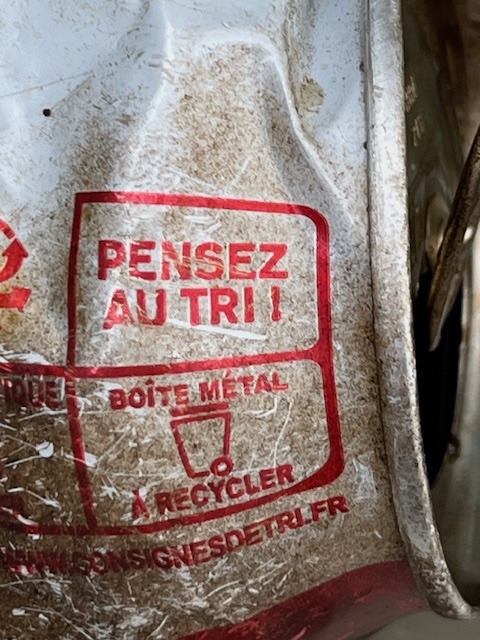 PENSEZ
AU TRI !
BOÎTE MÉTAL
À RECYCLER
WWW.CONSIGNESDETRI.FR